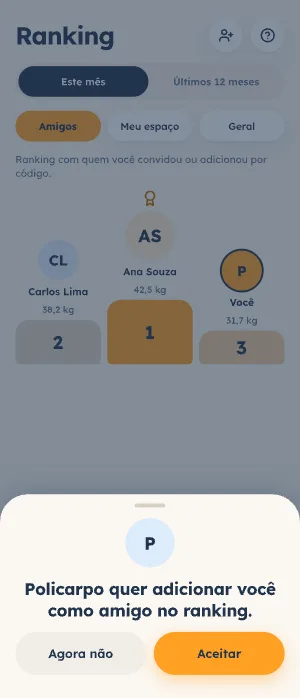 Ranking
Este mês
Últimos 12 meses
Amigos
Meu espaço
Geral
Ranking com quem você convidou ou adicionou por
código.
AS
Ana Souza
42,5 kg
1
CL
Carlos Lima
38,2 kg
2
P
Você
31,7 kg
3
P
Policarpo quer adicionar você
como amigo no ranking.
Agora não
Aceitar